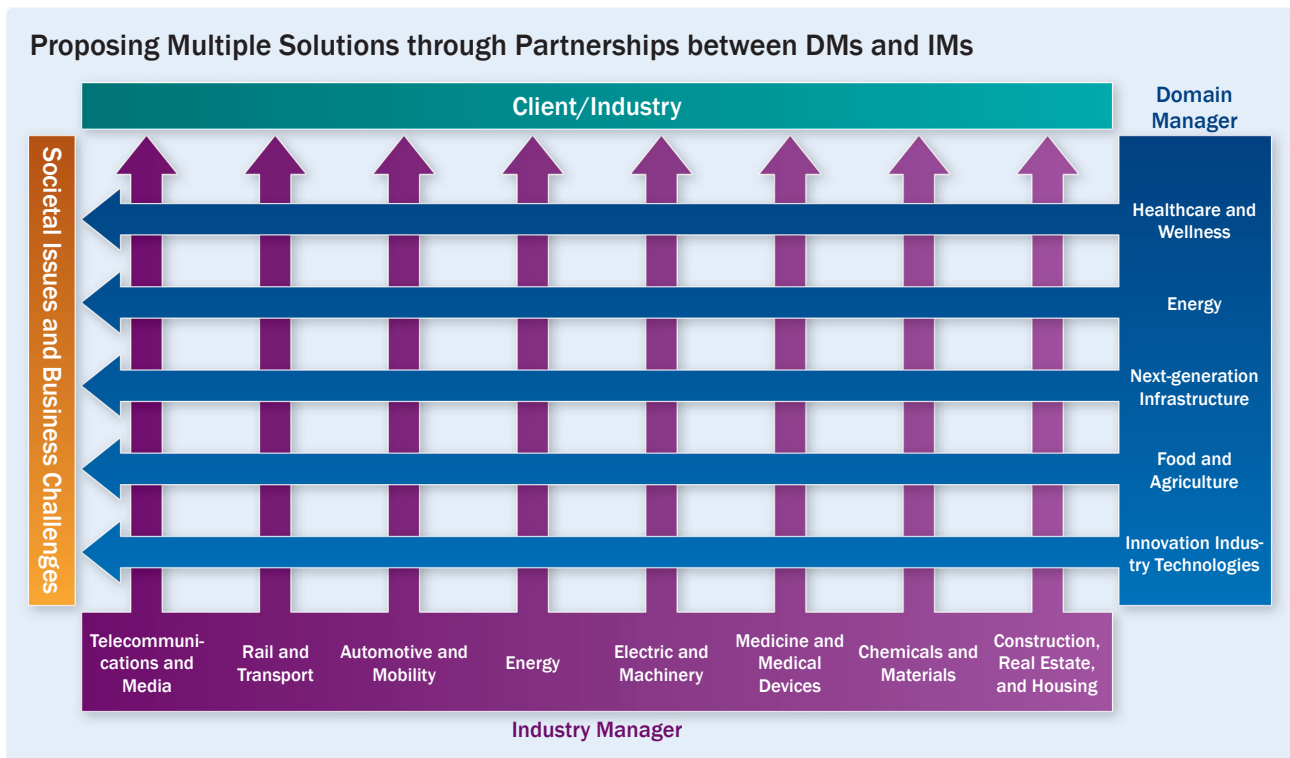 Proposing Multiple Solutions through Partnerships between DMs and IMs
Client/Industry
Domain
Manager
Societal Issues and Business Challenges
Healthcare and
Wellness
Energy
Next-generation
Infrastructure
Food and
Agriculture
Innovation Indus-
try Technologies
Telecommuni-
cations and
Media
Rail and
Transport
Automotive and
Mobility
Energy
Electric and
Machinery
Medicine and
Medical
Devices
Chemicals and
Materials
Construction,
Real Estate,
and Housing
Industry Manager